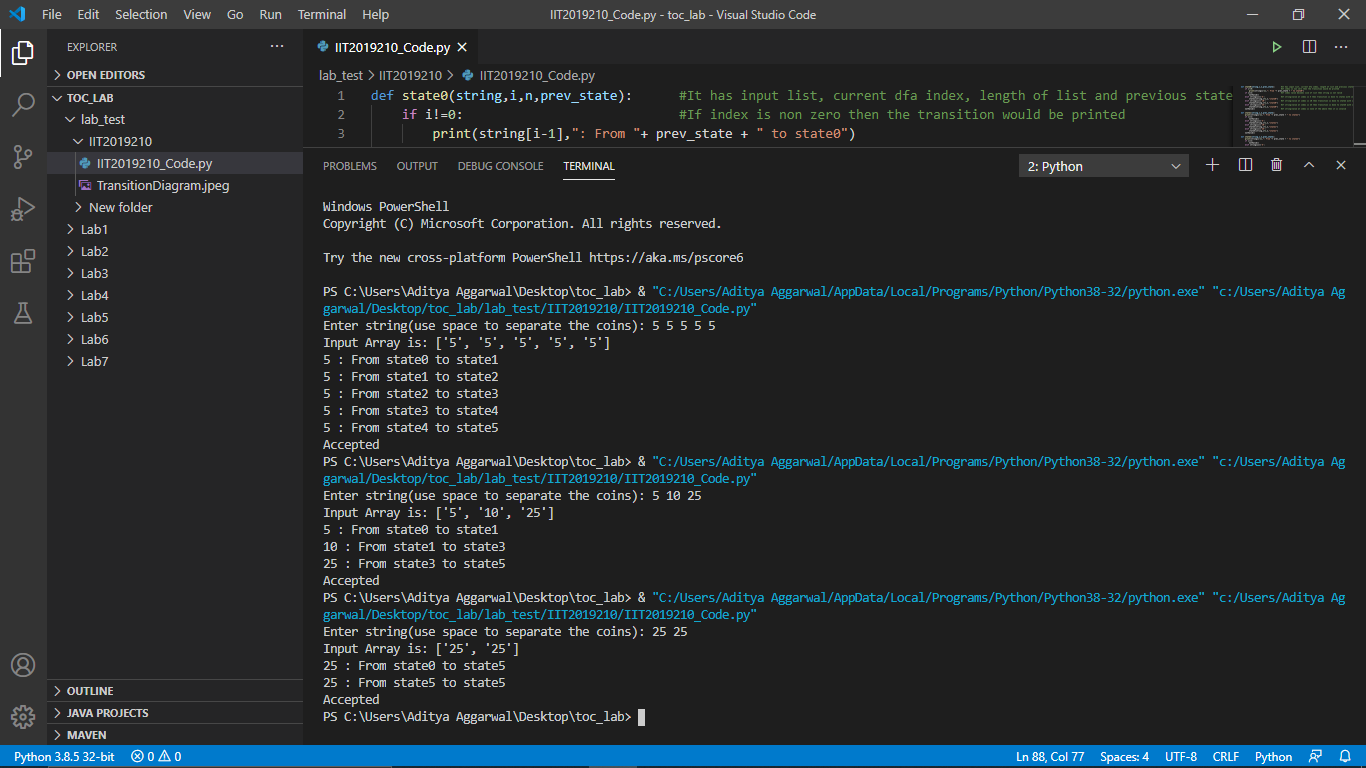 File Edit Selection View Go Run Terminal Help IIT2019210_Code.py - toc_lab - Visual Studio Code
EXPLORER
OPEN EDITORS
TOC_LAB
lab_test
IIT2019210
IIT2019210_Code.py
TransitionDiagram.jpeg
New folder
Lab1
Lab2
Lab3
Lab4
Lab5
Lab6
Lab7
OUTLINE
JAVA PROJECTS
MAVEN
IIT2019210_Code.py
lab_test > IIT2019210 > IIT2019210_Code.py
1 def state0(string,i,n,prev_state): #It has input list, current dfa index, length of list and previous state
2 if i!=0: #If index is non zero then the transition would be printed
3 print(string[i-1],": From "+ prev_state + " to state0")
PROBLEMS OUTPUT DEBUG CONSOLE TERMINAL 2: Python
Windows PowerShell
Copyright (C) Microsoft Corporation. All rights reserved.
Try the new cross-platform PowerShell https://aka.ms/pscore6
PS C:\Users\Aditya Aggarwal\Desktop\toc_lab> & "C:/Users/Aditya Aggarwal/AppData/Local/Programs/Python/Python38-32/python.exe" "c:/Users/Aditya Ag
garwal/Desktop/toc_lab/lab_test/IIT2019210/IIT2019210_Code.py"
Enter string(use space to separate the coins): 5 5 5 5 5
Input Array is: ['5', '5', '5', '5', '5']
5 : From state0 to state1
5 : From state1 to state2
5 : From state2 to state3
5 : From state3 to state4
5 : From state4 to state5
Accepted
PS C:\Users\Aditya Aggarwal\Desktop\toc_lab> & "C:/Users/Aditya Aggarwal/AppData/Local/Programs/Python/Python38-32/python.exe" "c:/Users/Aditya Ag
garwal/Desktop/toc_lab/lab_test/IIT2019210/IIT2019210_Code.py"
Enter string(use space to separate the coins): 5 10 25
Input Array is: ['5', '10', '25']
5 : From state0 to state1
10 : From state1 to state3
25 : From state3 to state5
Accepted
PS C:\Users\Aditya Aggarwal\Desktop\toc_lab> & "C:/Users/Aditya Aggarwal/AppData/Local/Programs/Python/Python38-32/python.exe" "c:/Users/Aditya Ag
garwal/Desktop/toc_lab/lab_test/IIT2019210/IIT2019210_Code.py"
Enter string(use space to separate the coins): 25 25
Input Array is: ['25', '25']
25 : From state0 to state5
25 : From state5 to state5
Accepted
PS C:\Users\Aditya Aggarwal\Desktop\toc_lab>
Python 3.8.5 32-bit 0 0 Ln 88, Col 77 Spaces: 4 UTF-8 CRLF Python